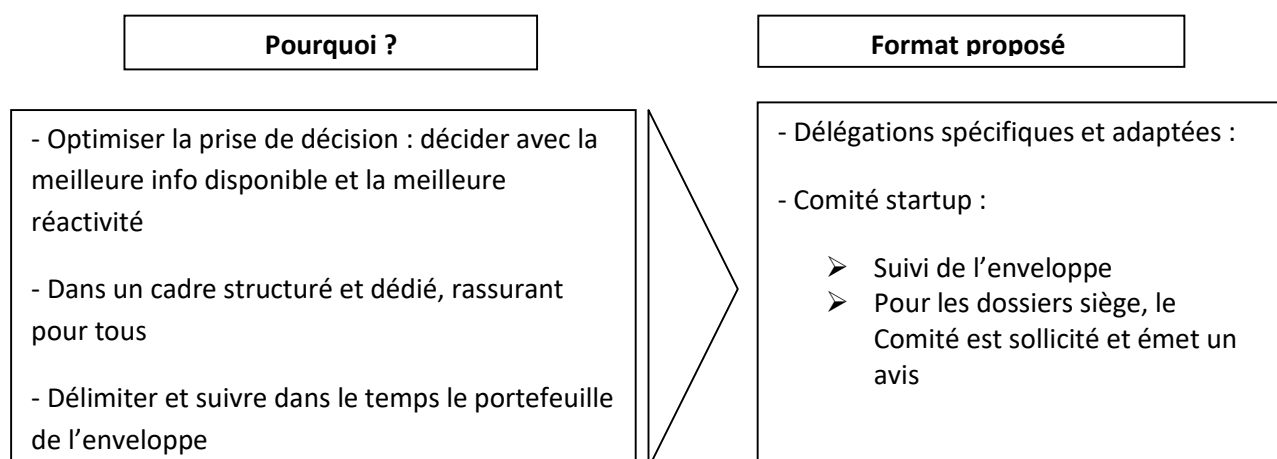 Pourquoi ?
- Optimiser la prise de décision : décider avec la
meilleure info disponible et la meilleure
réactivité
- Dans un cadre structuré et dédié, rassurant
pour tous
- Délimiter et suivre dans le temps le portefeuille
de l’enveloppe
Format proposé
- Délégations spécifiques et adaptées :
- Comité startup :
➢ Suivi de l’enveloppe
➢ Pour les dossiers siège, le
Comité est sollicité et émet un
avis